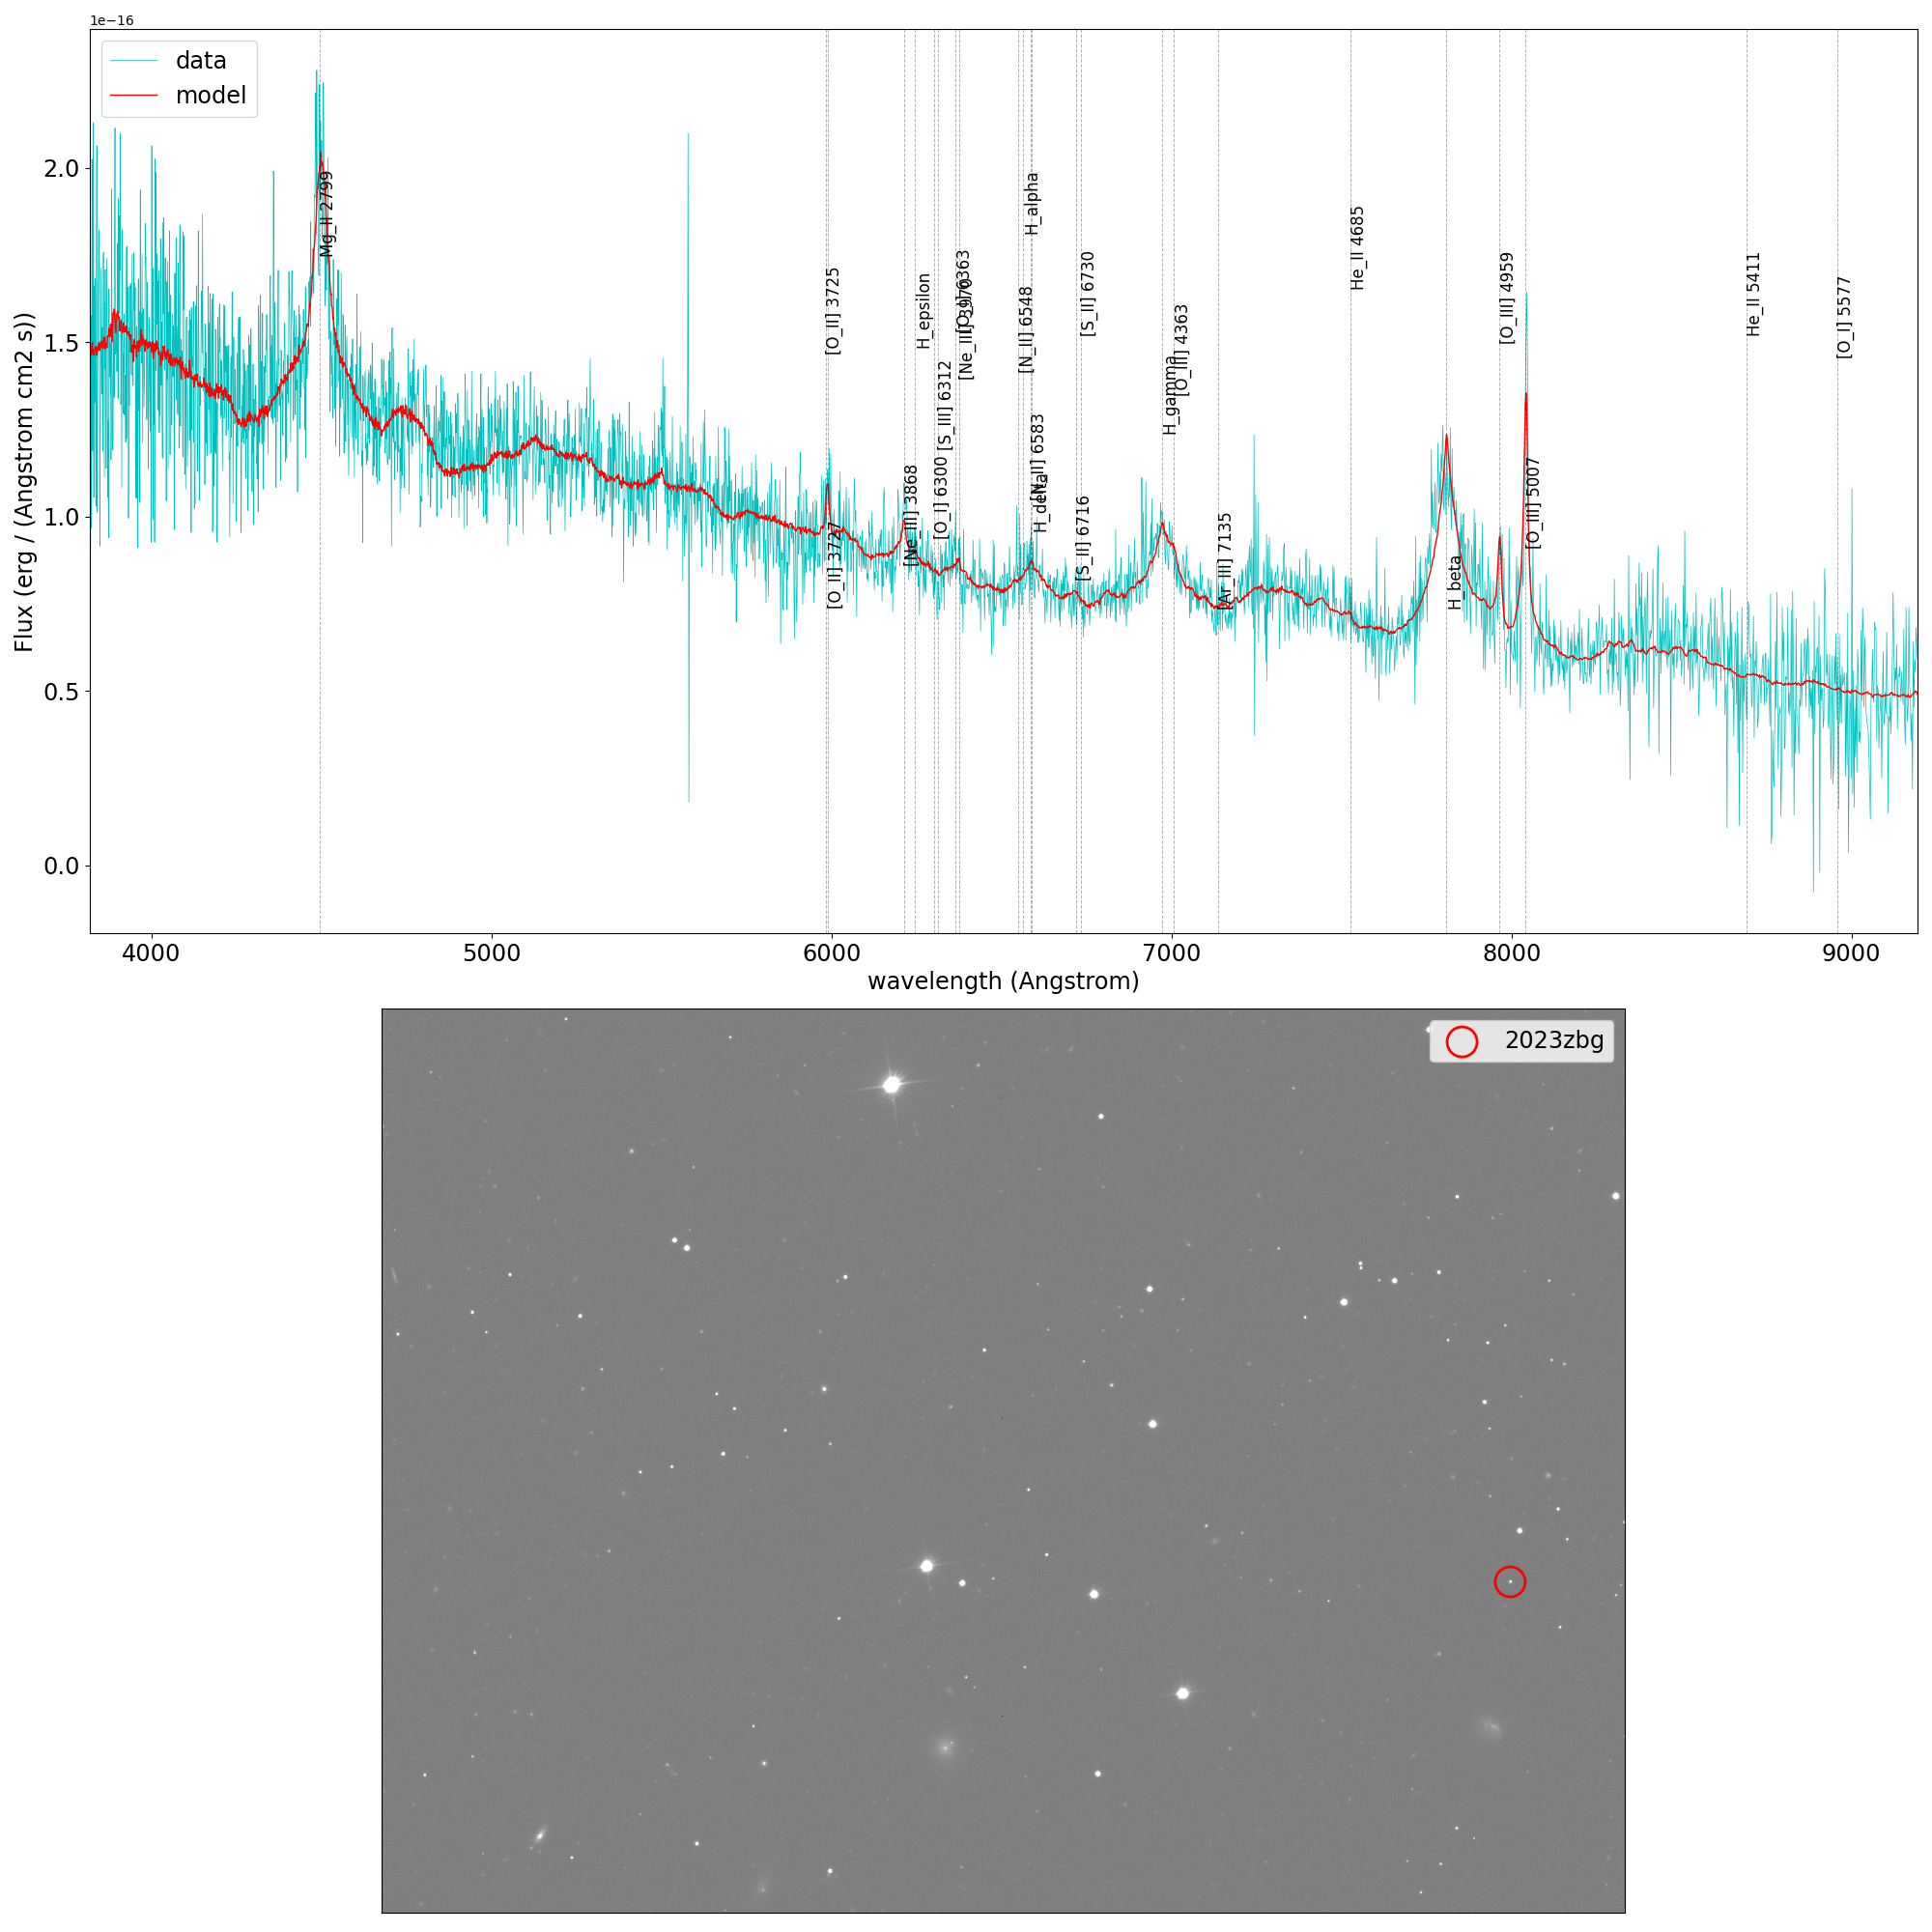 1e−16
data
model
2.0
1.5
1.0
0.5
0.0
Flux (erg / (Angstrom cm2 s))
Mg_II 2799
[O_II] 3725
[O_II] 3727
[Ne_III] 3868
H_epsilon
[O_I] 6300
[S_III] 6312
[O_I] 6363
[Ne_III] 3970
[N_II] 6548
H_alpha
[N_II] 6583
H_delta
[S_II] 6716
[S_II] 6730
H_gamma
[O_III] 4363
[Ar_III] 7135
He_II 4685
H_beta
[O_III] 4959
[O_III] 5007
He_II 5411
[O_I] 5577
4000
5000
6000
7000
8000
9000
wavelength (Angstrom)
2023zbg